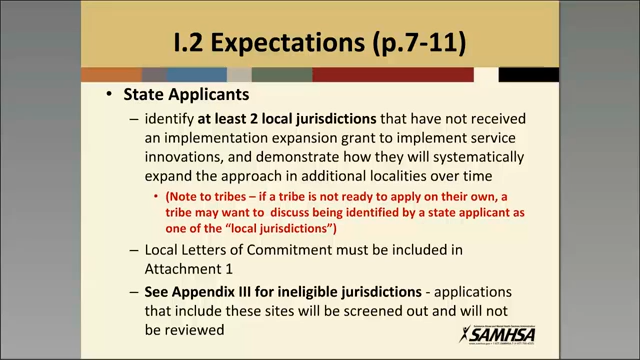 I.2 Expectations (p.7-11)
• State Applicants
– identify at least 2 local jurisdictions that have not received
an implementation expansion grant to implement service
innovations, and demonstrate how they will systematically
expand the approach in additional localities over time
• (Note to tribes – if a tribe is not ready to apply on their own, a
tribe may want to discuss being identified by a state applicant as
one of the “local jurisdictions”)
– Local Letters of Commitment must be included in
Attachment 1
– See Appendix III for ineligible jurisdictions - applications
that include these sites will be screened out and will not
be reviewed
SAMHSA